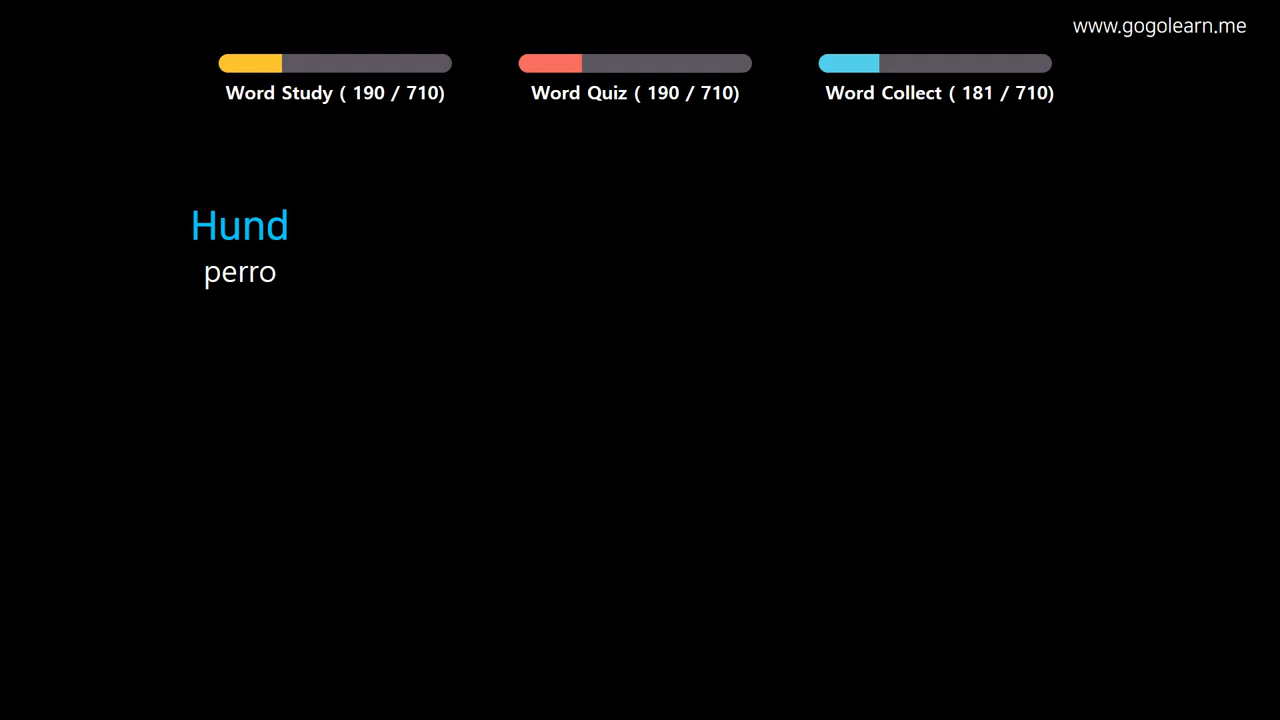 www.gogolearn.me
Word Study ( 190 / 710)
Word Quiz ( 190 / 710)
Word Collect ( 181 / 710)
Hund
perro